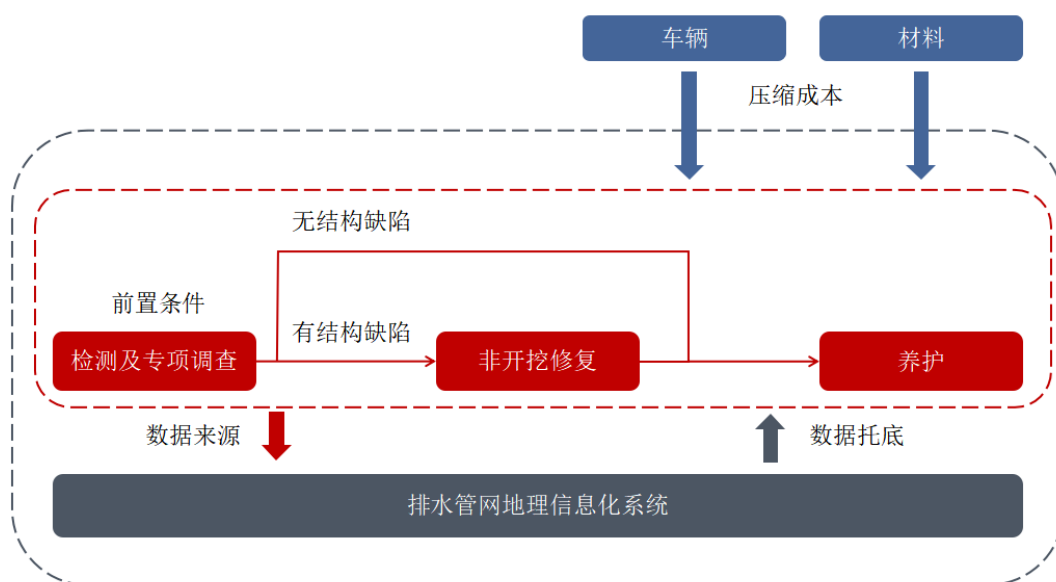 车辆
材料
压缩成本
无结构缺陷
前置条件
有结构缺陷
检测及专项调查
非开挖修复
养护
数据来源
数据托底
排水管网地理信息化系统